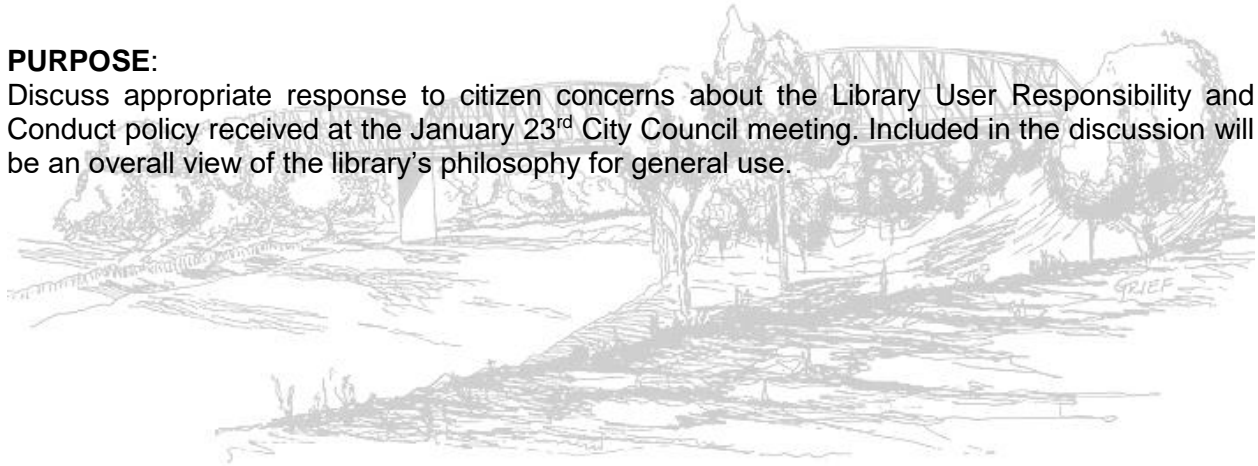 PURPOSE:
Discuss appropriate response to citizen concerns about the Library User Responsibility and
Conduct policy received at the January 23rd City Council meeting. Included in the discussion will
be an overall view of the library's philosophy for general use.
GRIEF